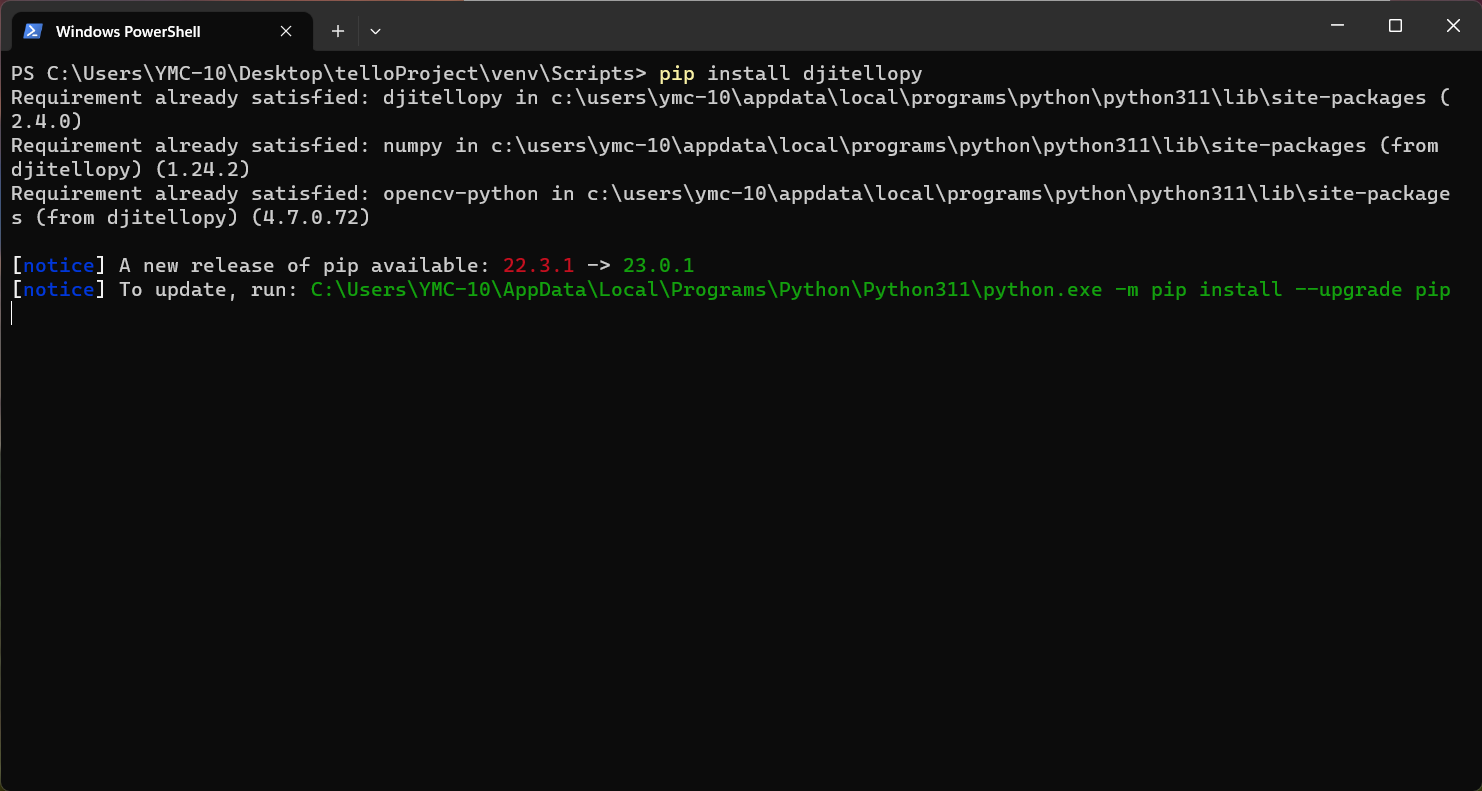 Windows PowerShell
PS C:\Users\YMC-10\Desktop\telloProject\venv\Scripts> pip install djitellopy
Requirement already satisfied: djitellopy in c:\users\ymc-10\appdata\local\programs\python\python311\lib\site-packages (
2.4.0)
Requirement already satisfied: numpy in c:\users\ymc-10\appdata\local\programs\python\python311\lib\site-packages (from
djitellopy) (1.24.2)
Requirement already satisfied: opencv-python in c:\users\ymc-10\appdata\local\programs\python\python311\lib\site-package
s (from djitellopy) (4.7.0.72)
[notice] A new release of pip available: 22.3.1 -> 23.0.1
[notice] To update, run: C:\Users\YMC-10\AppData\Local\Programs\Python\Python311\python.exe -m pip install --upgrade pip